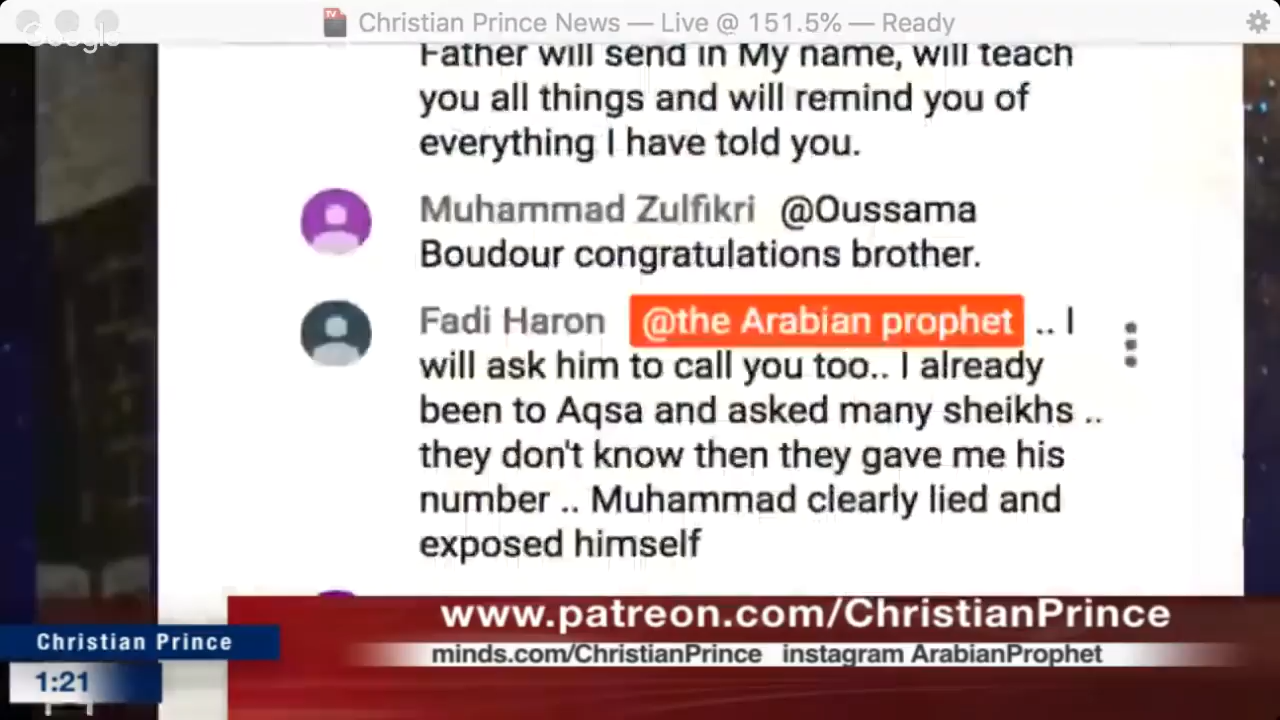 Christian Prince News — Live @ 151.5% — Ready
Google
Father will send in My name, will teach
you all things and will remind you of
everything I have told you.
Muhammad Zulfikri @Oussama
Boudour congratulations brother.
Fadi Haron @the Arabian prophet .. I
will ask him to call you too.. I already
been to Aqsa and asked many sheikhs ..
they don't know then they gave me his
number .. Muhammad clearly lied and
exposed himself
www.patreon.com/ChristianPrince
Christian Prince
minds.com/ChristianPrince instagram ArabianProphet
1:21